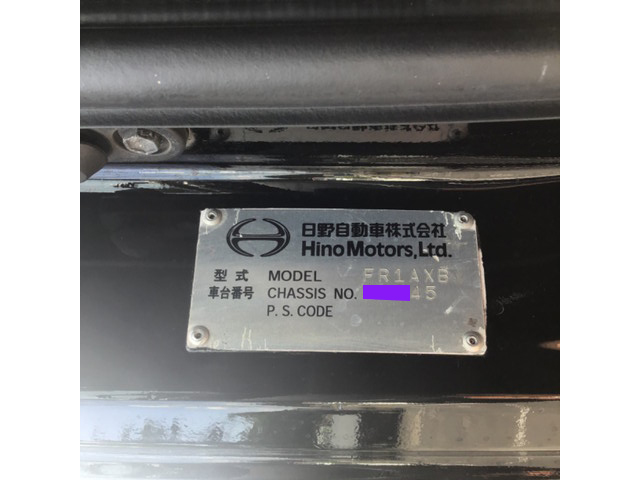 日野自動車株式会社
Hino Motors, Ltd.
型式 MODEL FR1AXB
車台番号 CHASSIS NO. 45
P. S. CODE